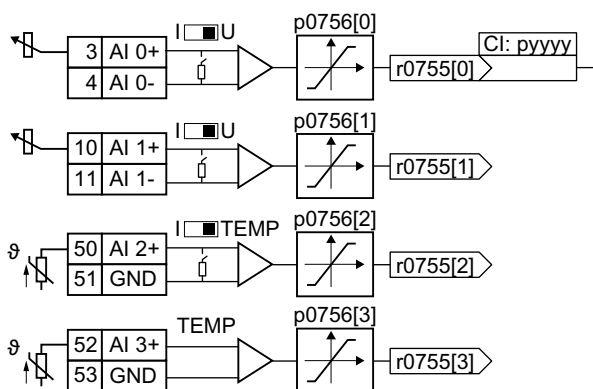 I U p0756[0]
3 AI 0+
4 AI 0-
r0755[0]
CI: pyyyy
I U p0756[1]
10 AI 1+
11 AI 1-
r0755[1]
I TEMP p0756[2]
ϑ 50 AI 2+
51 GND
r0755[2]
TEMP p0756[3]
ϑ 52 AI 3+
53 GND
r0755[3]